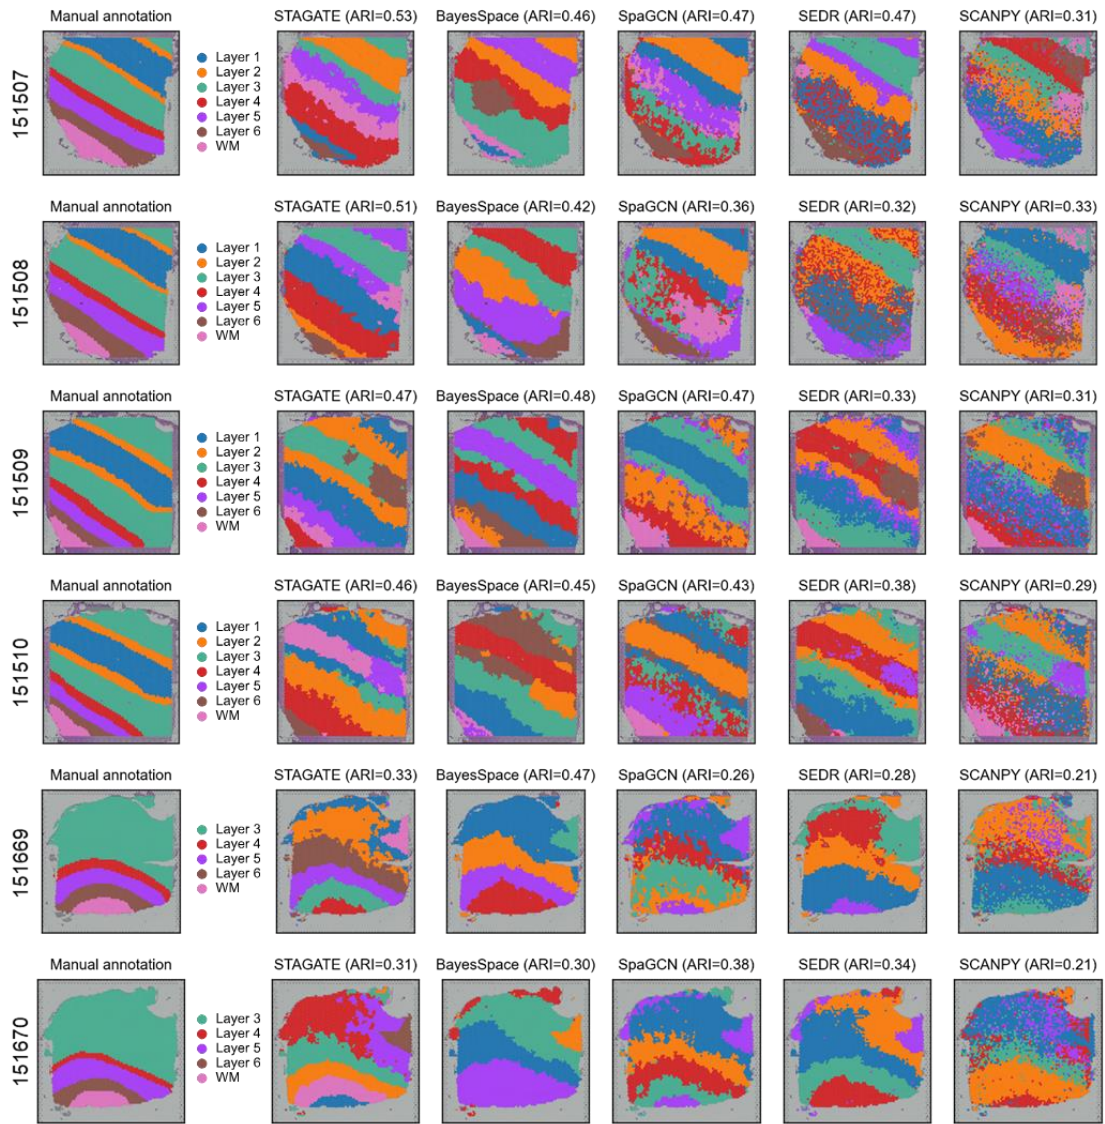 Manual annotation STAGATE (ARI=0.53) BayesSpace (ARI=0.46) SpaGCN (ARI=0.47) SEDR (ARI=0.47) SCANPY (ARI=0.31)
151507
Layer 1
Layer 2
Layer 3
Layer 4
Layer 5
Layer 6
WM
Manual annotation STAGATE (ARI=0.51) BayesSpace (ARI=0.42) SpaGCN (ARI=0.36) SEDR (ARI=0.32) SCANPY (ARI=0.33)
151508
Layer 1
Layer 2
Layer 3
Layer 4
Layer 5
Layer 6
WM
Manual annotation STAGATE (ARI=0.47) BayesSpace (ARI=0.48) SpaGCN (ARI=0.47) SEDR (ARI=0.33) SCANPY (ARI=0.31)
151509
Layer 1
Layer 2
Layer 3
Layer 4
Layer 5
Layer 6
WM
Manual annotation STAGATE (ARI=0.46) BayesSpace (ARI=0.45) SpaGCN (ARI=0.43) SEDR (ARI=0.38) SCANPY (ARI=0.29)
151510
Layer 1
Layer 2
Layer 3
Layer 4
Layer 5
Layer 6
WM
Manual annotation STAGATE (ARI=0.33) BayesSpace (ARI=0.47) SpaGCN (ARI=0.26) SEDR (ARI=0.28) SCANPY (ARI=0.21)
151669
Layer 3
Layer 4
Layer 5
Layer 6
WM
Manual annotation STAGATE (ARI=0.31) BayesSpace (ARI=0.30) SpaGCN (ARI=0.38) SEDR (ARI=0.34) SCANPY (ARI=0.21)
151670
Layer 3
Layer 4
Layer 5
Layer 6
WM